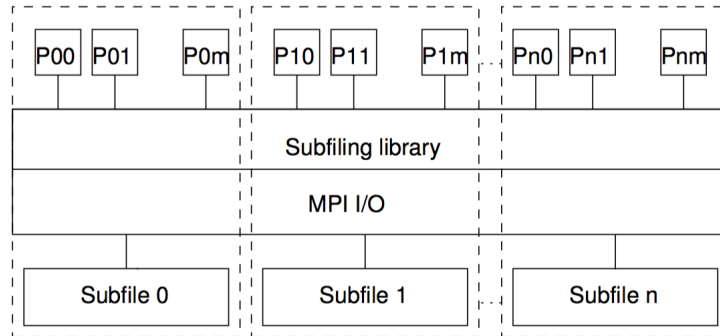 P00 P01 P0m P10 P11 P1m Pn0 Pn1 Pnm
Subfiling library
MPI I/O
Subfile 0 Subfile 1 Subfile n